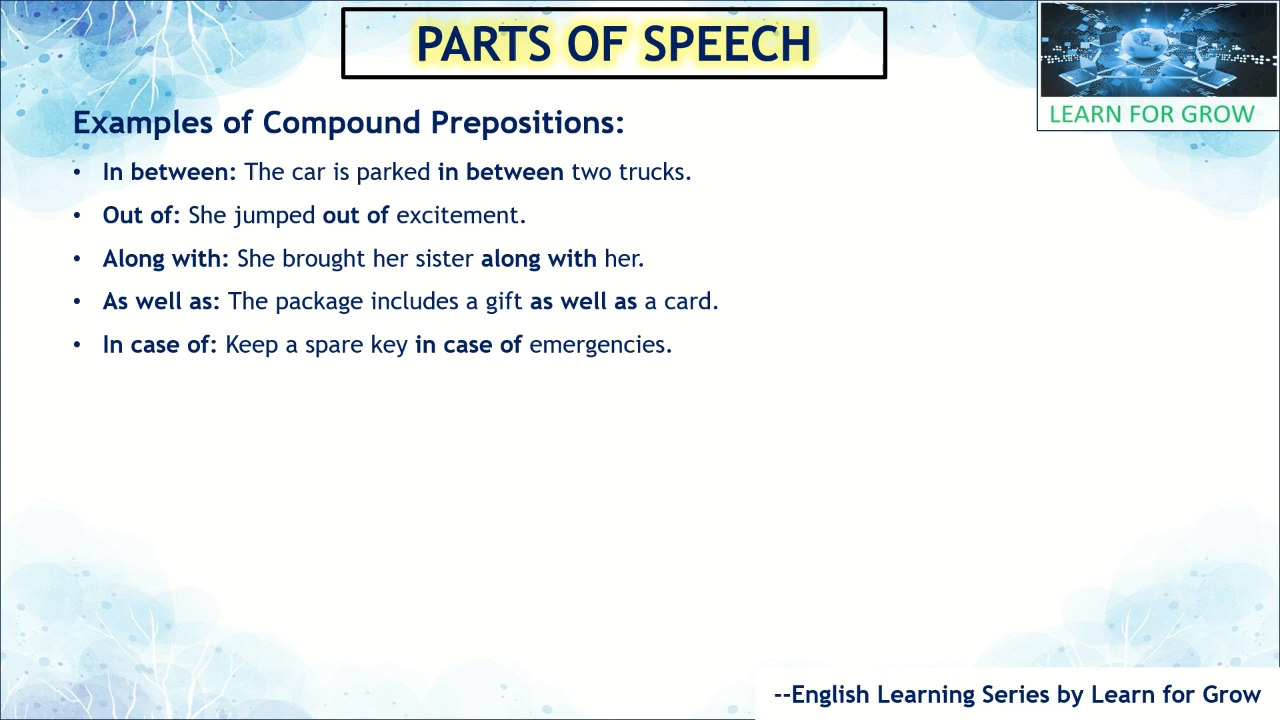 PARTS OF SPEECH
LEARN FOR GROW
Examples of Compound Prepositions:
• In between: The car is parked in between two trucks.
• Out of: She jumped out of excitement.
• Along with: She brought her sister along with her.
• As well as: The package includes a gift as well as a card.
• In case of: Keep a spare key in case of emergencies.
--English Learning Series by Learn for Grow